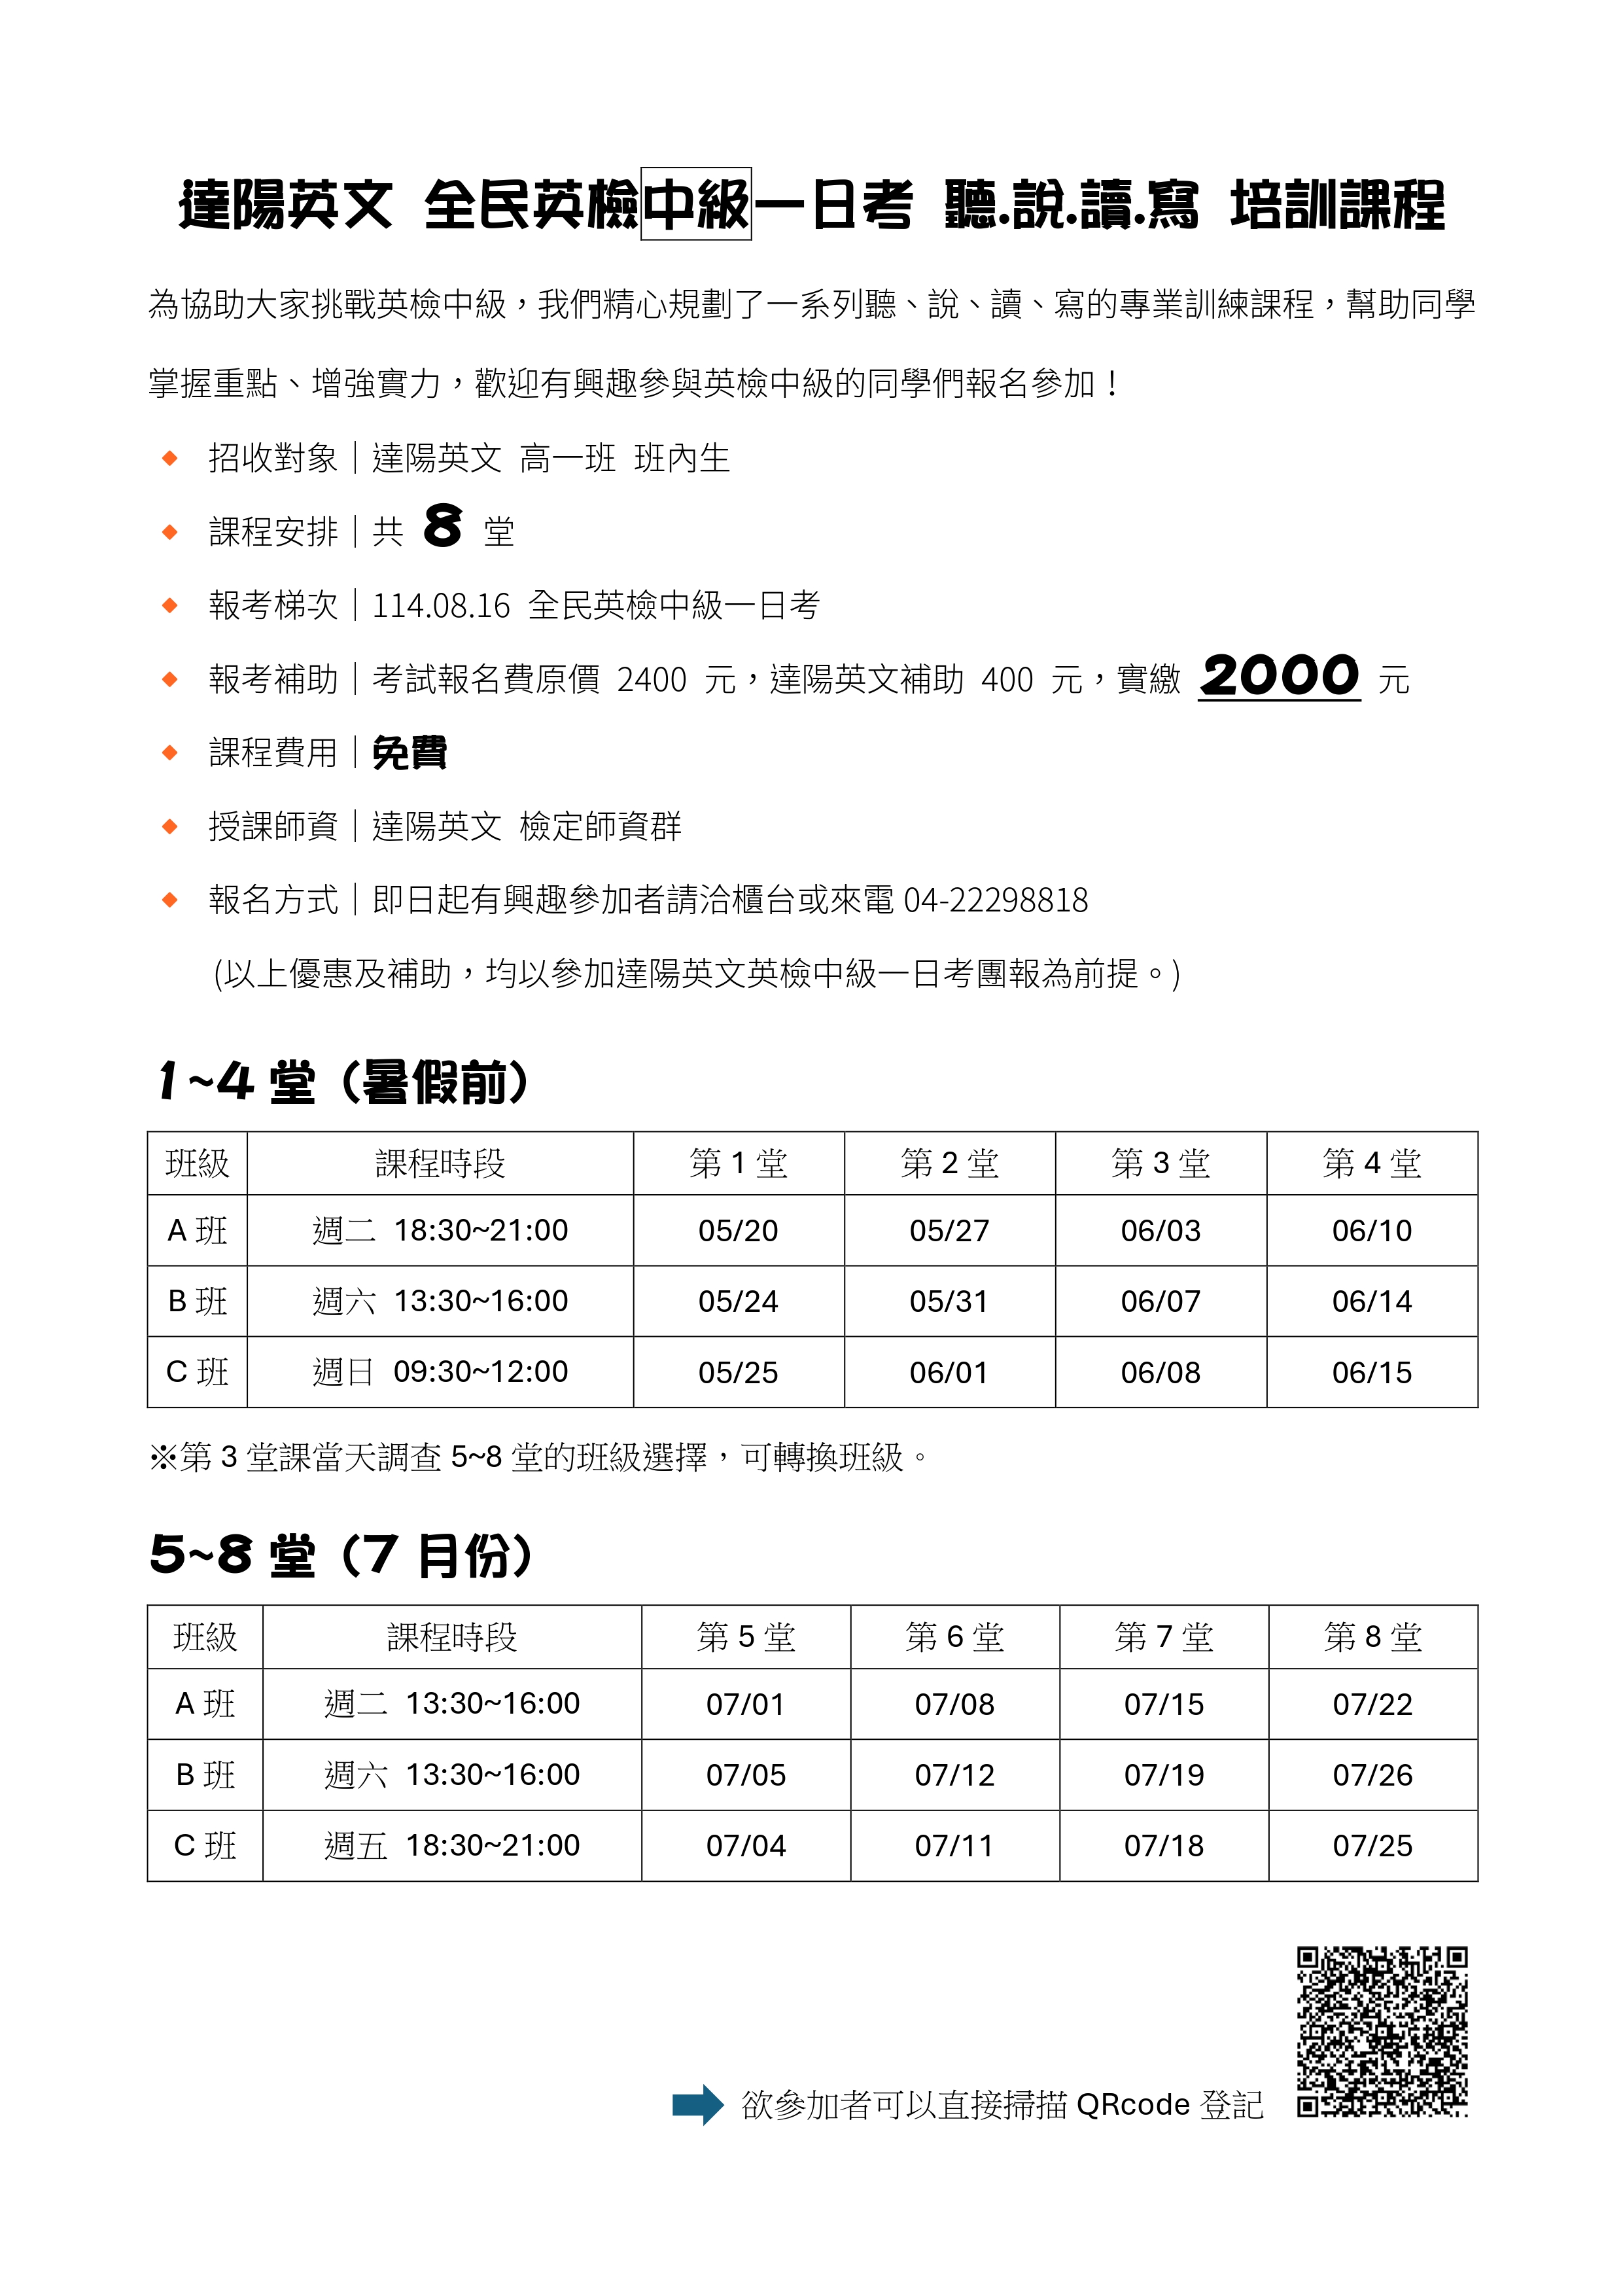 達陽英文 全民英檢中級一日考 聽.說.讀.寫 培訓課程
為協助大家挑戰英檢中級，我們精心規劃了一系列聽、說、讀、寫的專業訓練課程，幫助同學
掌握重點、增強實力，歡迎有興趣參與英檢中級的同學們報名參加！
◆ 招收對象｜達陽英文 高一班 班內生
◆ 課程安排｜共 8 堂
◆ 報考梯次｜114.08.16 全民英檢中級一日考
◆ 報考補助｜考試報名費原價 2400 元，達陽英文補助 400 元，實繳 2000 元
◆ 課程費用｜免費
◆ 授課師資｜達陽英文 檢定師資群
◆ 報名方式｜即日起有興趣參加者請洽櫃台或來電 04-22298818
(以上優惠及補助，均以參加達陽英文英檢中級一日考團報為前提。)
1~4 堂（暑假前）
班級 課程時段 第 1 堂 第 2 堂 第 3 堂 第 4 堂
A 班 週二 18:30~21:00 05/20 05/27 06/03 06/10
B 班 週六 13:30~16:00 05/24 05/31 06/07 06/14
C 班 週日 09:30~12:00 05/25 06/01 06/08 06/15
※第 3 堂課當天調查 5~8 堂的班級選擇，可轉換班級。
5~8 堂（7 月份）
班級 課程時段 第 5 堂 第 6 堂 第 7 堂 第 8 堂
A 班 週二 13:30~16:00 07/01 07/08 07/15 07/22
B 班 週六 13:30~16:00 07/05 07/12 07/19 07/26
C 班 週五 18:30~21:00 07/04 07/11 07/18 07/25
欲參加者可以直接掃描 QRcode 登記